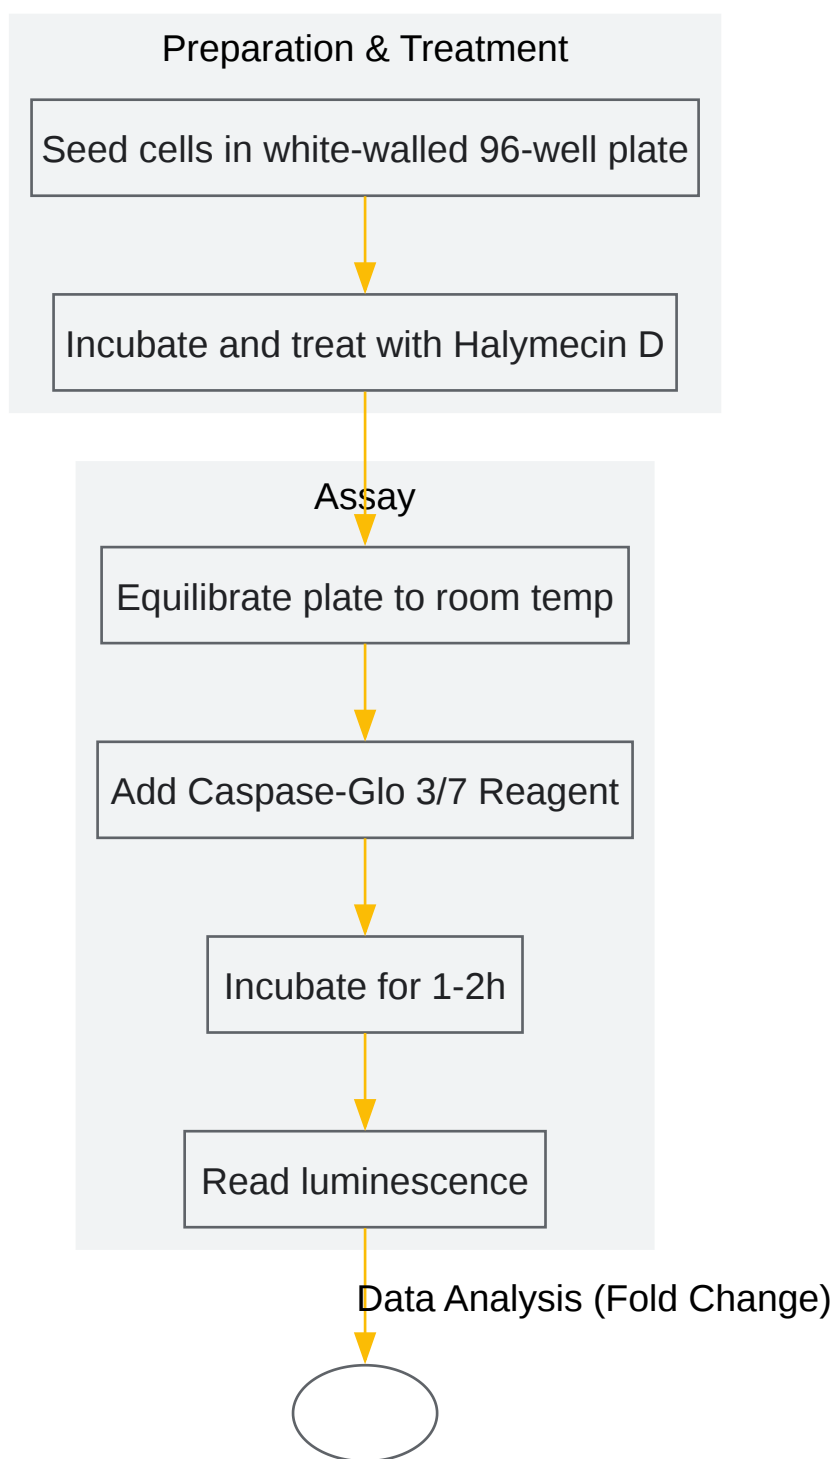 Preparation & Treatment
Seed cells in white-walled 96-well plate
Incubate and treat with Halymecin D
Assay
Equilibrate plate to room temp
Add Caspase-Glo 3/7 Reagent
Incubate for 1-2h
Read luminescence
Data Analysis (Fold Change)